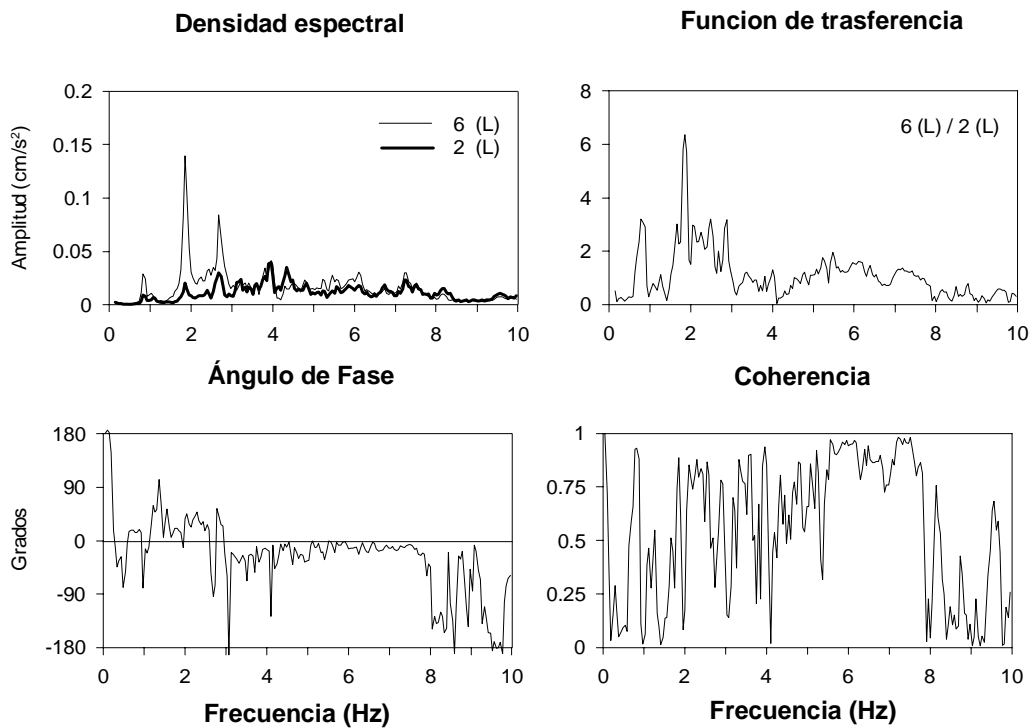 Densidad espectral
Funcion de trasferencia
Amplitud (cm/s²)
0.2
0.15
0.1
0.05
0
6 (L)
2 (L)
0 2 4 6 8 10
8
6
4
2
0
6 (L) / 2 (L)
0 2 4 6 8 10
Ángulo de Fase
Coherencia
Grados
180
90
0
-90
-180
0 2 4 6 8 10
Frecuencia (Hz)
1
0.75
0.5
0.25
0
0 2 4 6 8 10
Frecuencia (Hz)